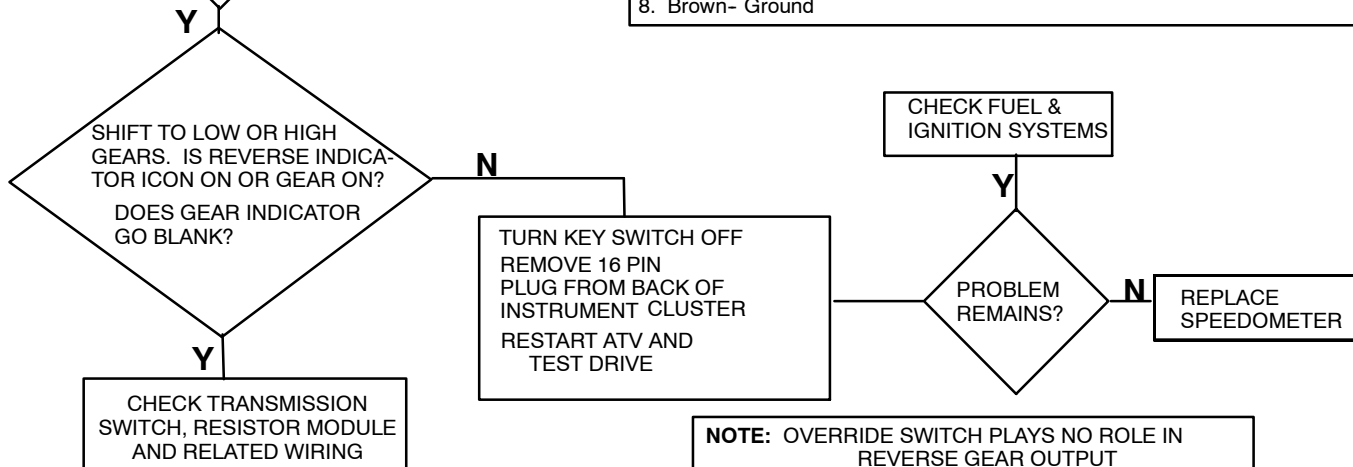 8. Brown- Ground
Y
SHIFT TO LOW OR HIGH
GEARS. IS REVERSE INDICA-
TOR ICON ON OR GEAR ON?
DOES GEAR INDICATOR
GO BLANK?
N
Y
CHECK TRANSMISSION
SWITCH, RESISTOR MODULE
AND RELATED WIRING
TURN KEY SWITCH OFF
REMOVE 16 PIN
PLUG FROM BACK OF
INSTRUMENT CLUSTER
RESTART ATV AND
TEST DRIVE
CHECK FUEL &
IGNITION SYSTEMS
Y
PROBLEM
REMAINS?
N
REPLACE
SPEEDOMETER
NOTE: OVERRIDE SWITCH PLAYS NO ROLE IN
REVERSE GEAR OUTPUT